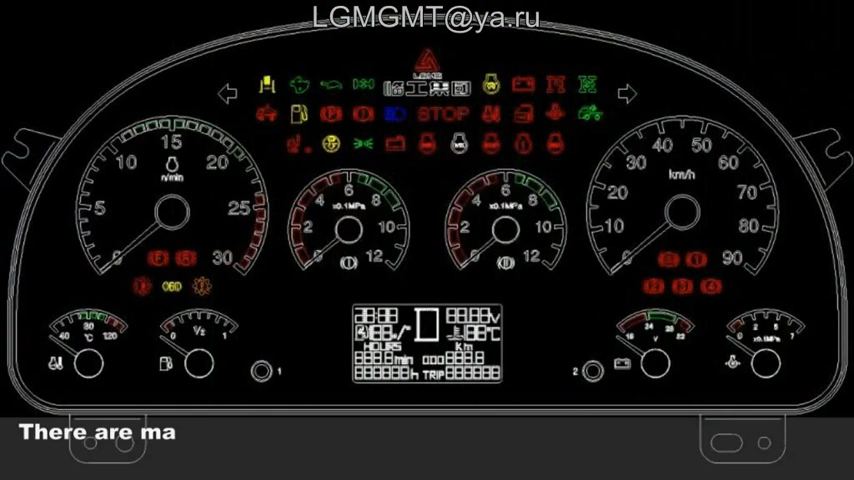 LGMGMT@ya.ru
LGMG
临工集团
STOP
15
10 20
n/min
5 25
0 30
OBD
6
4 8
x0.1MPa
2 10
0 12
6
4 8
x0.1MPa
2 10
0 12
40 50
30 60
km/h
20 70
10 80
0 90
80
40 120
°C
0 1/2 1
1
V
°C
HOURS Km
min
h TRIP
2
24 28
16 32
V
2 5
0 7
x0.1MPa
There are ma